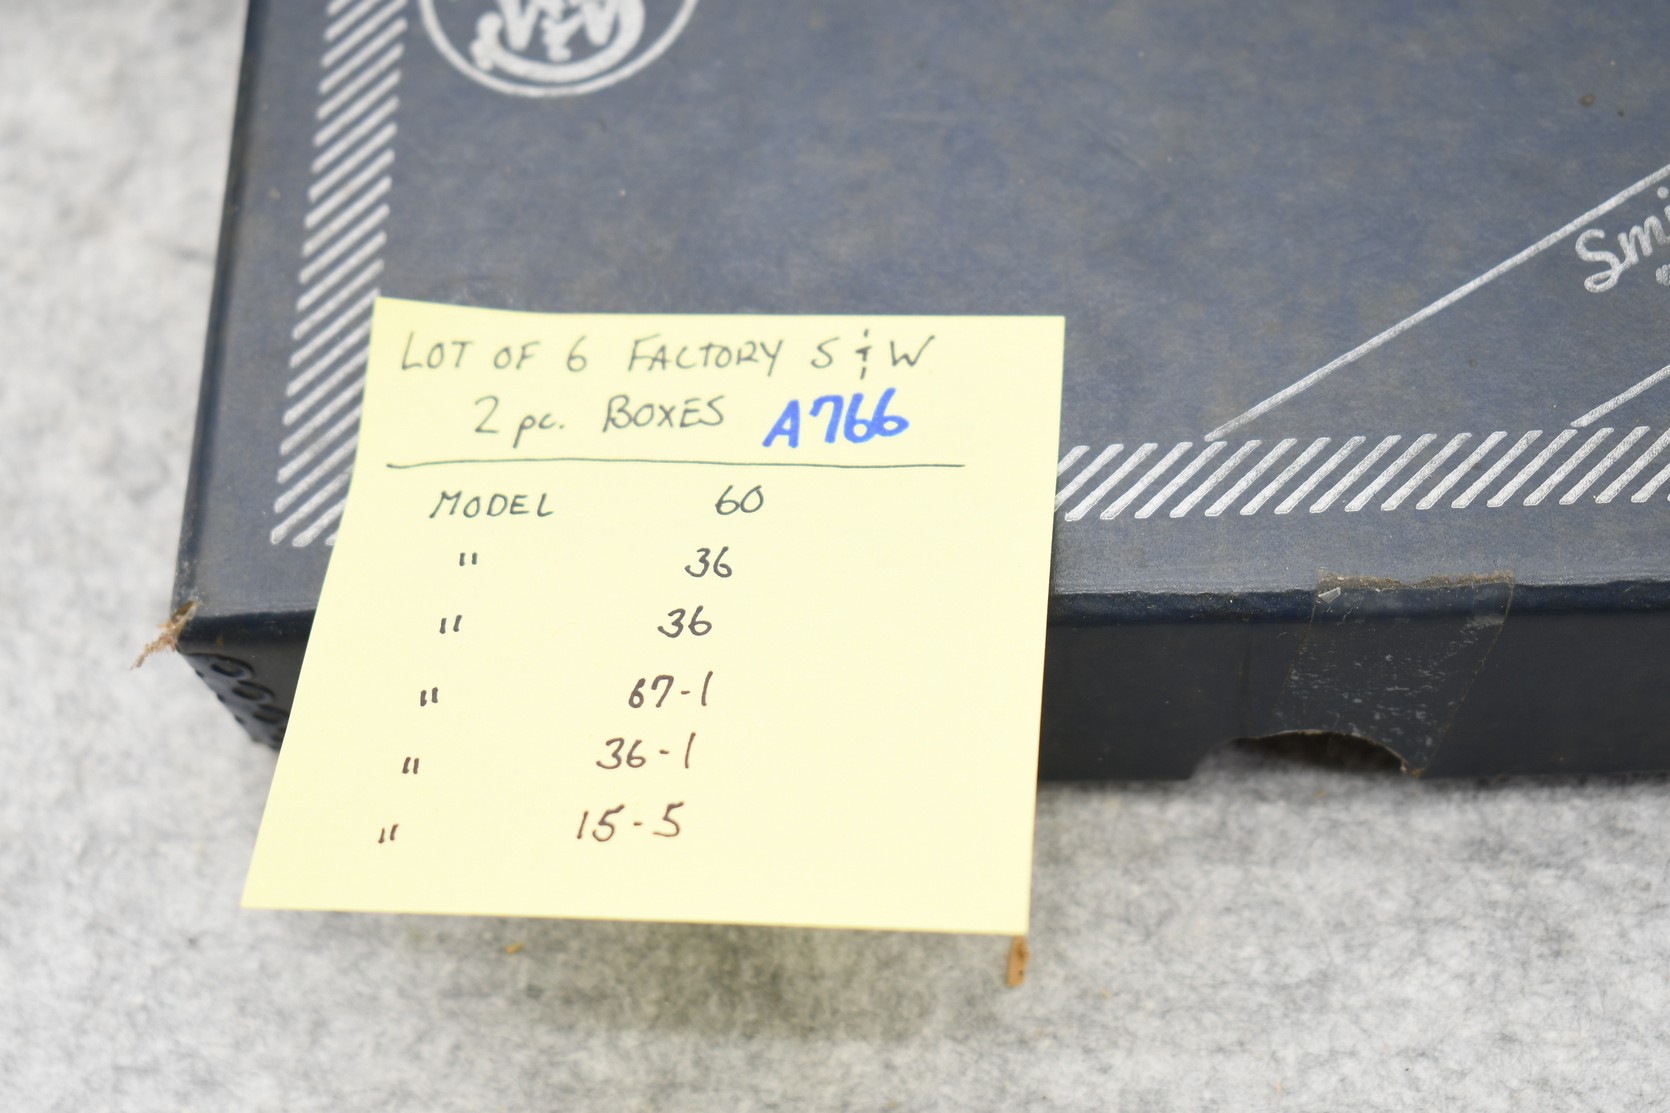 LOT OF 6 FACTORY S & W
2 pc. BOXES A766
MODEL 60
" 36
" 36
" 67-1
" 36-1
" 15-5